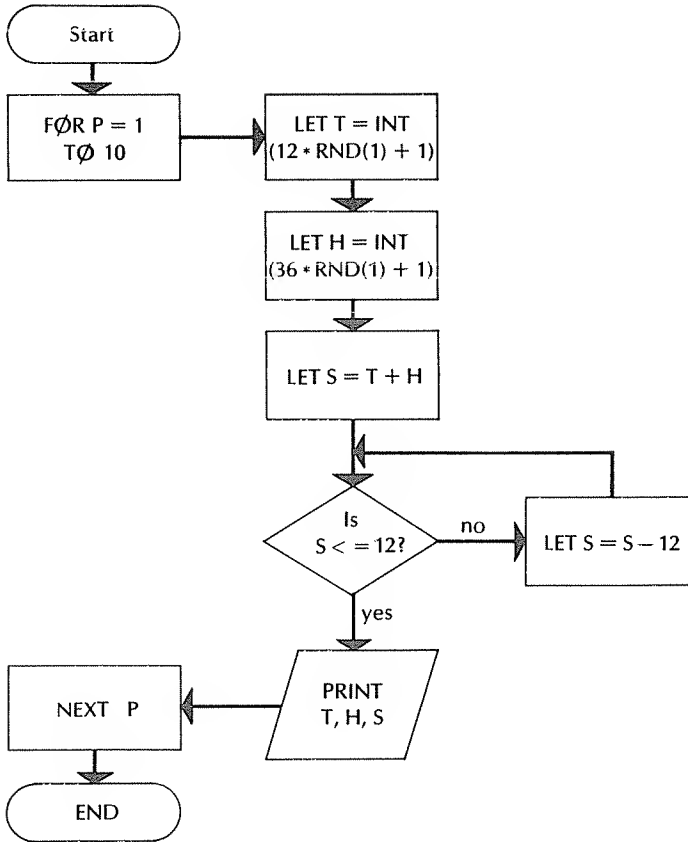 Start
FØR P = 1
TØ 10
LET T = INT
(12 * RND(1) + 1)
LET H = INT
(36 * RND(1) + 1)
LET S = T + H
Is
S < = 12?
no
LET S = S - 12
yes
PRINT
T, H, S
NEXT P
END